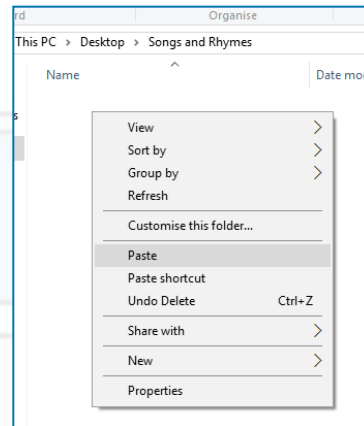 rd Organise
This PC > Desktop > Songs and Rhymes
Name Date mo
s
View
Sort by
Group by
Refresh
Customise this folder...
Paste
Paste shortcut
Undo Delete Ctrl+Z
Share with
New
Properties